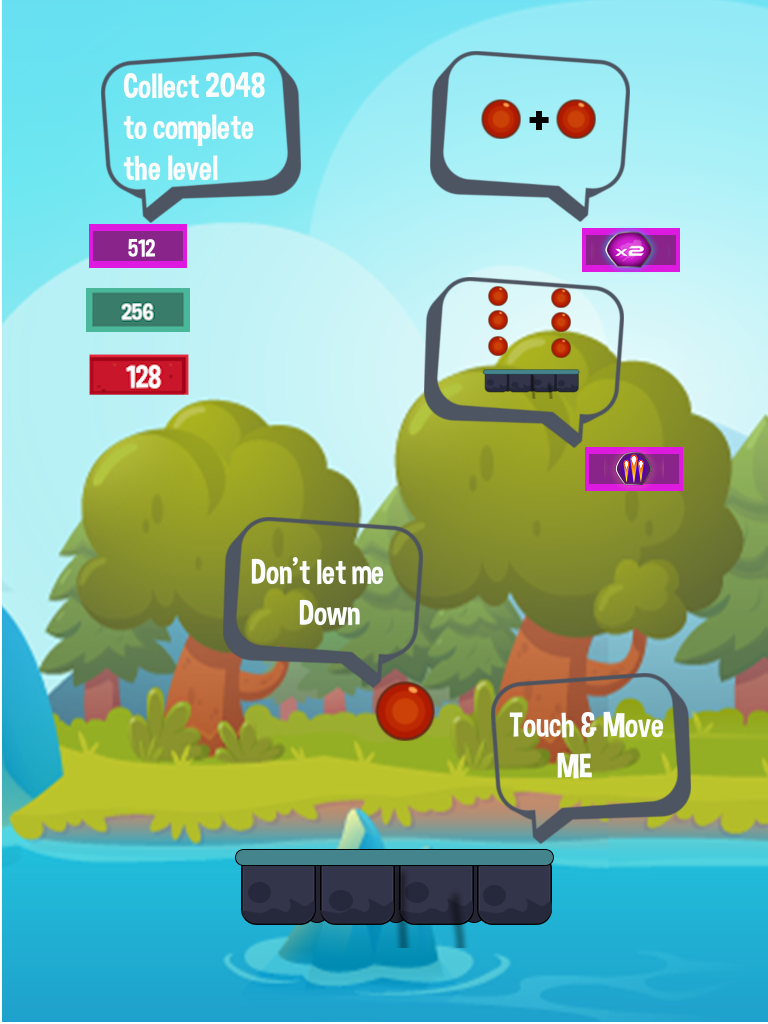 Collect 2048
to complete
the level
+
512
x2
256
128
Don't let me
Down
Touch & Move
ME